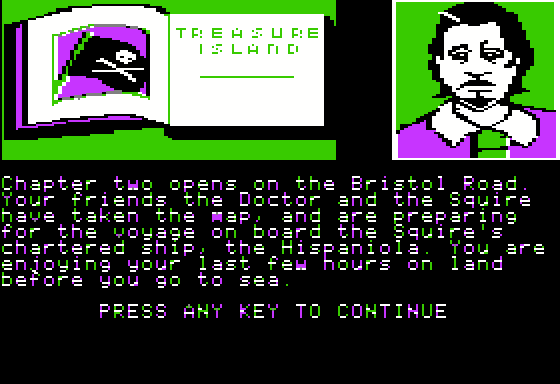 TREASURE
ISLAND
Chapter two opens on the Bristol Road.
Your friends the Doctor and the Squire
have taken the map, and are preparing
for the voyage on board the Squire's
chartered ship, the Hispaniola. You are
enjoying your last few hours on land
before you go to sea.
PRESS ANY KEY TO CONTINUE